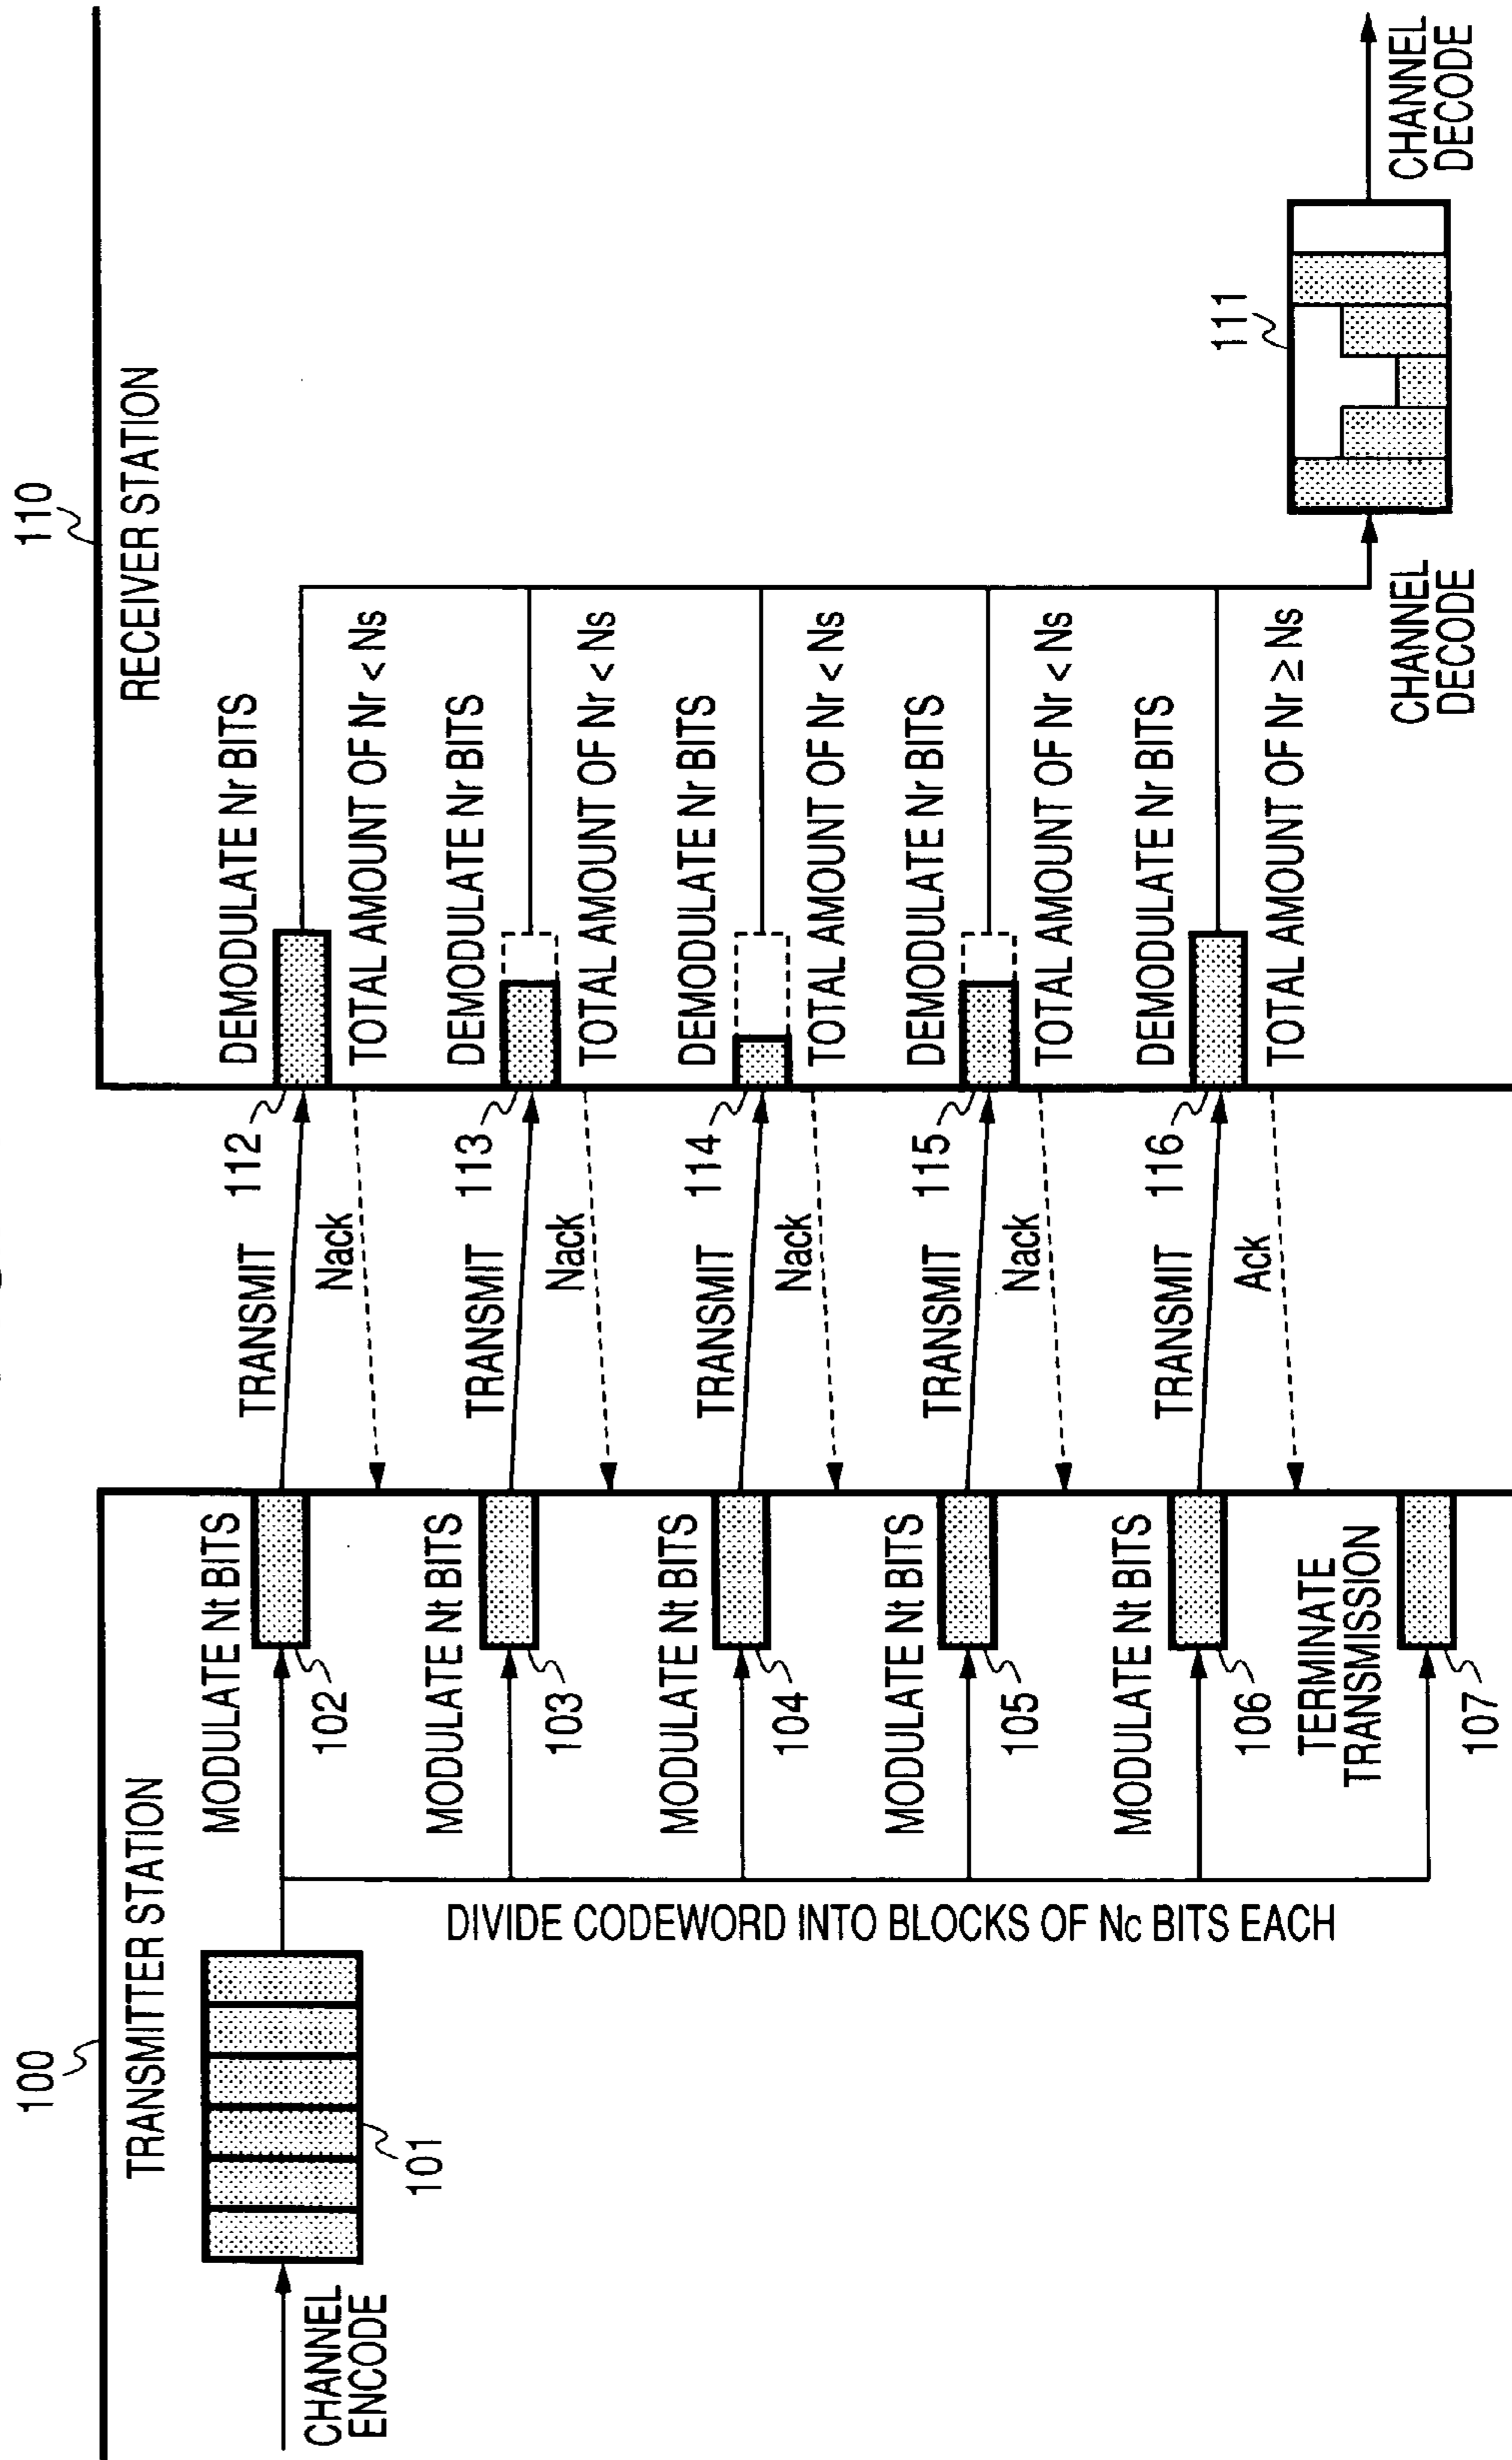 100
TRANSMITTER STATION
CHANNEL
ENCODE
101
DIVIDE CODEWORD INTO BLOCKS OF Nc BITS EACH
MODULATE Nt BITS
102
MODULATE Nt BITS
103
MODULATE Nt BITS
104
MODULATE Nt BITS
105
MODULATE Nt BITS
106
TERMINATE
TRANSMISSION
107
TRANSMIT
Nack
TRANSMIT
Nack
TRANSMIT
Nack
TRANSMIT
Nack
TRANSMIT
Ack
110
RECEIVER STATION
112
DEMODULATE Nr BITS
TOTAL AMOUNT OF Nr < Ns
113
DEMODULATE Nr BITS
TOTAL AMOUNT OF Nr < Ns
114
DEMODULATE Nr BITS
TOTAL AMOUNT OF Nr < Ns
115
DEMODULATE Nr BITS
TOTAL AMOUNT OF Nr < Ns
116
DEMODULATE Nr BITS
TOTAL AMOUNT OF Nr ≥ Ns
CHANNEL
DECODE
111
CHANNEL
DECODE